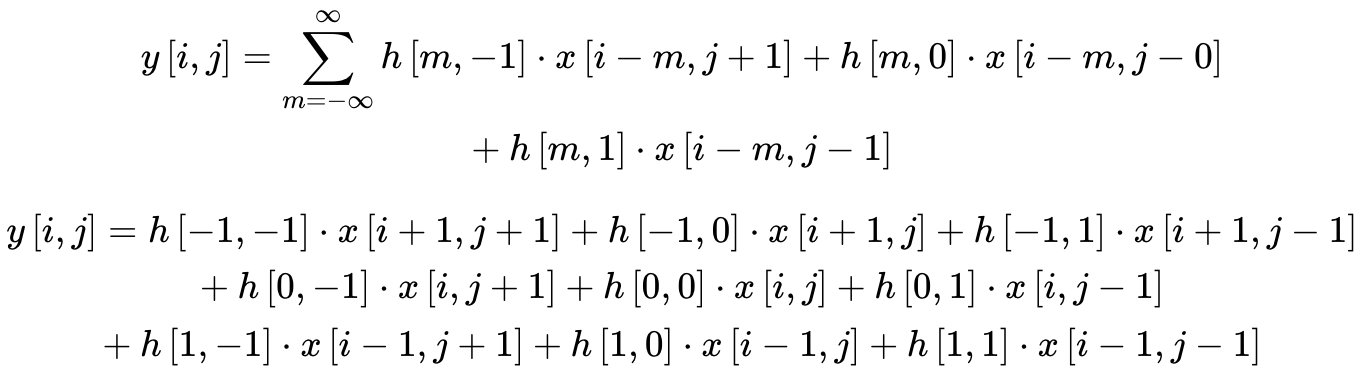 y [i, j] = ∑_{m=−∞}^{∞} h [m, −1] · x [i − m, j + 1] + h [m, 0] · x [i − m, j − 0]
+ h [m, 1] · x [i − m, j − 1]
y [i, j] = h [−1, −1] · x [i + 1, j + 1] + h [−1, 0] · x [i + 1, j] + h [−1, 1] · x [i + 1, j − 1]
+ h [0, −1] · x [i, j + 1] + h [0, 0] · x [i, j] + h [0, 1] · x [i, j − 1]
+ h [1, −1] · x [i − 1, j + 1] + h [1, 0] · x [i − 1, j] + h [1, 1] · x [i − 1, j − 1]